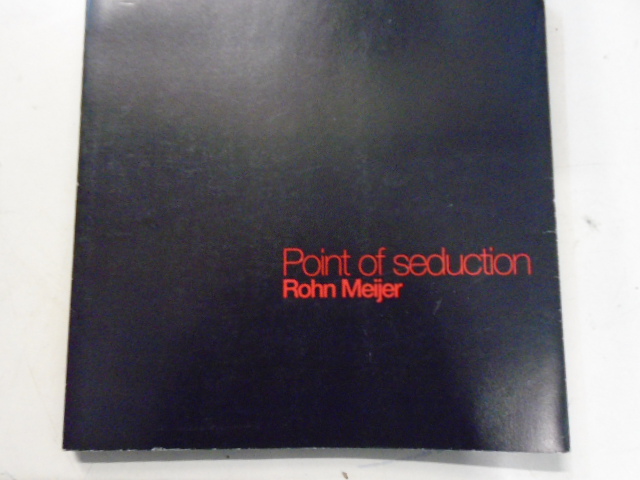 Point of seduction
Rohn Meijer